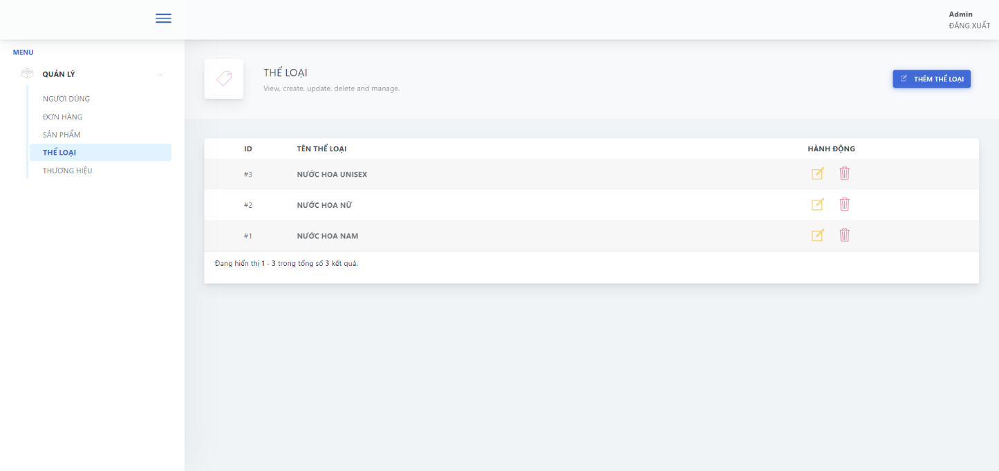 Admin
ĐĂNG XUẤT
MENU
QUẢN LÝ
NGƯỜI DÙNG
ĐƠN HÀNG
SẢN PHẨM
THỂ LOẠI
THƯƠNG HIỆU
THỂ LOẠI
View, create, update, delete and manage.
THÊM THỂ LOẠI
ID TÊN THỂ LOẠI HÀNH ĐỘNG
#3 NƯỚC HOA UNISEX
#2 NƯỚC HOA NỮ
#1 NƯỚC HOA NAM
Đang hiển thị 1 - 3 trong tổng số 3 kết quả.